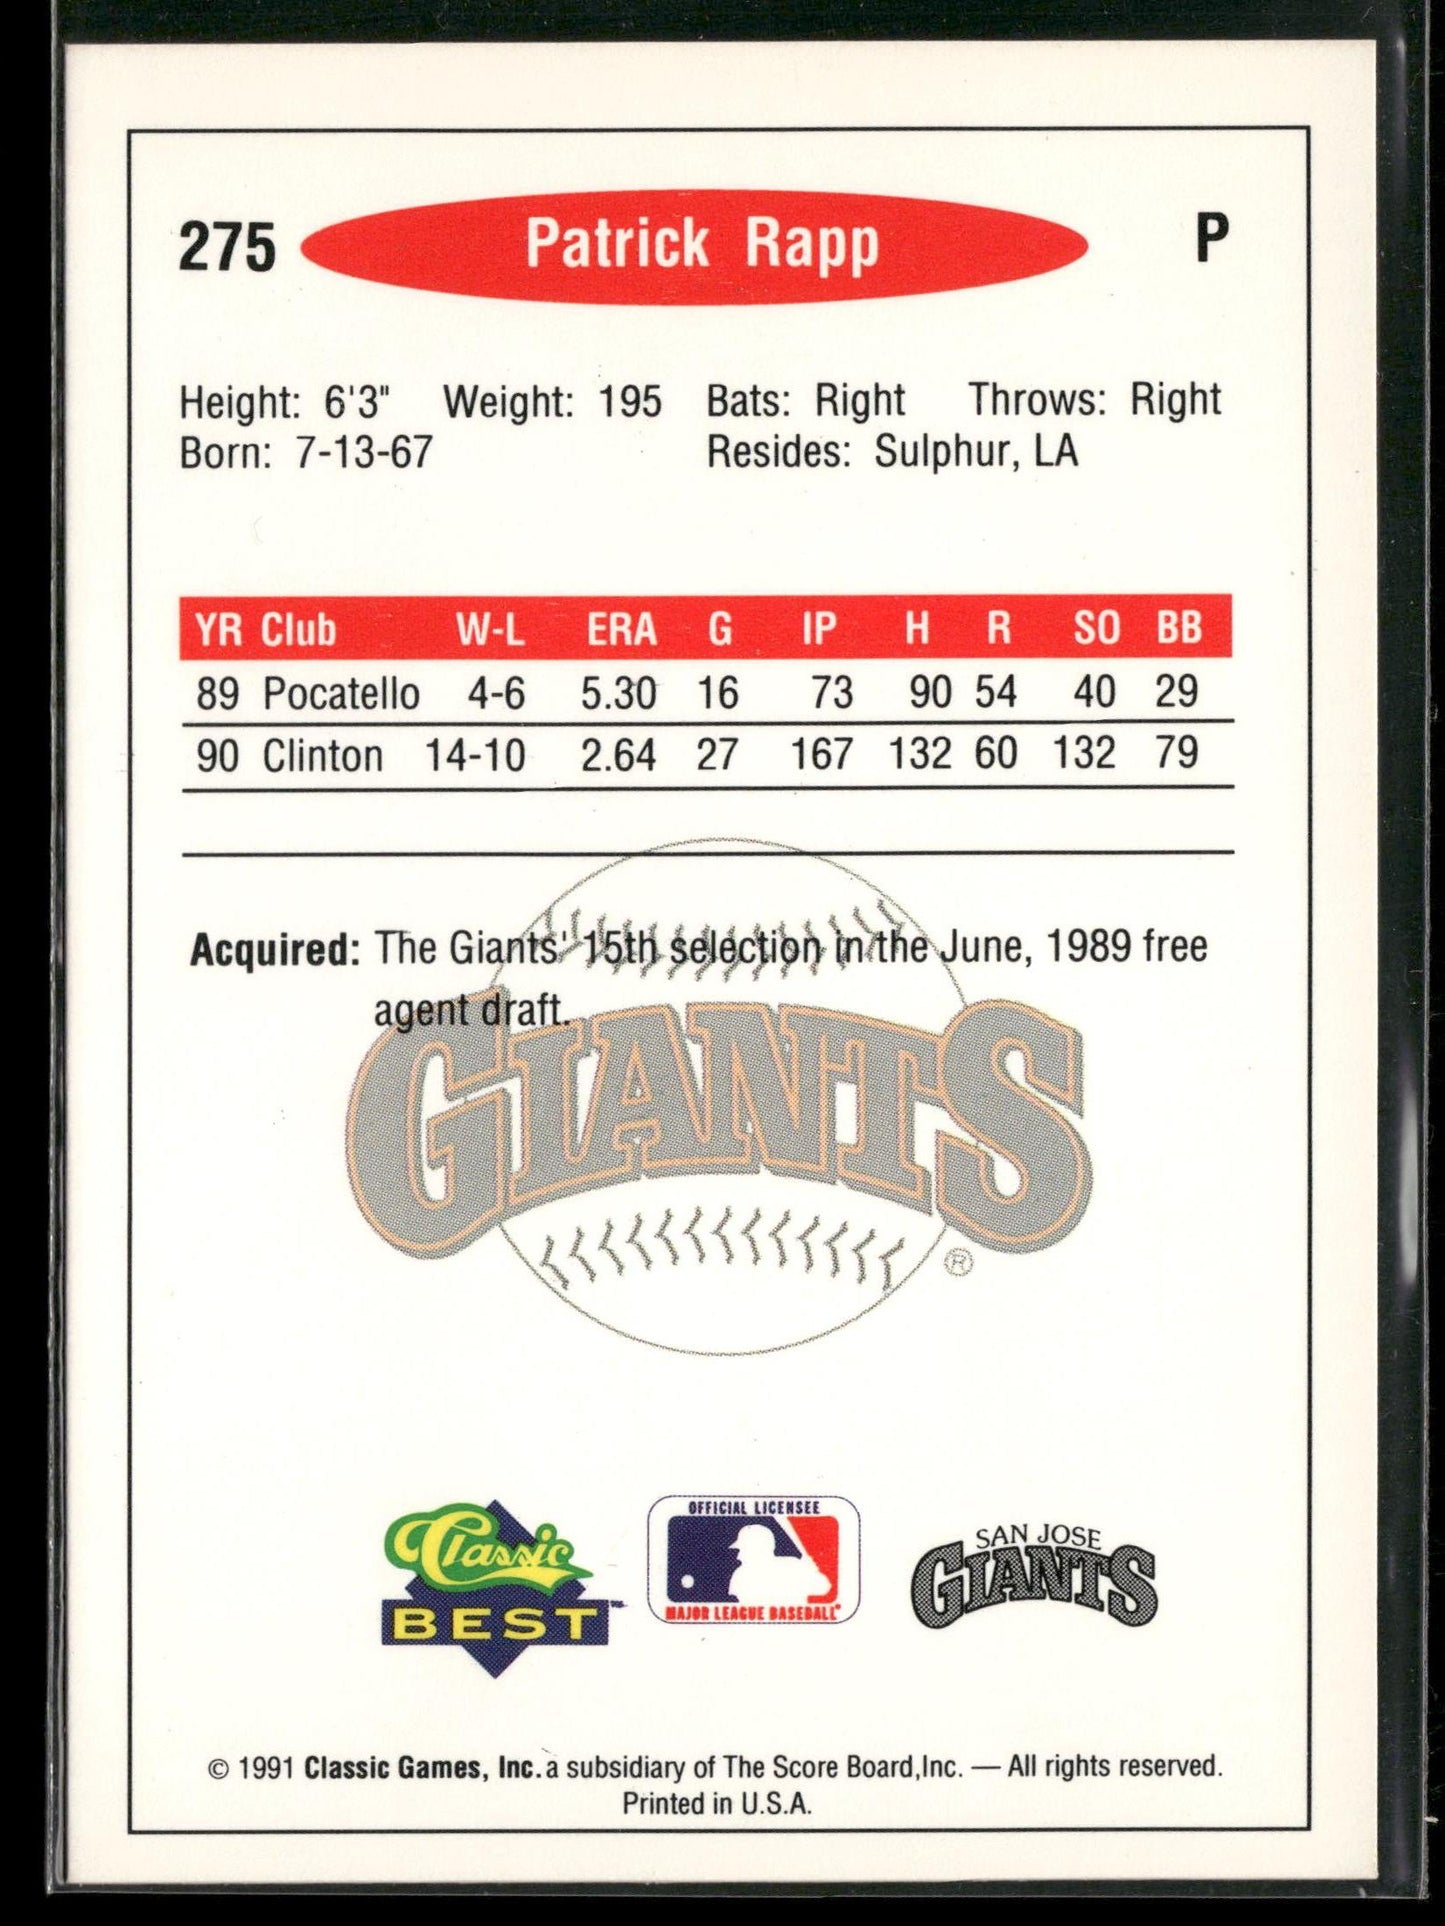 275 Patrick Rapp P
Height: 6'3" Weight: 195 Bats: Right Throws: Right
Born: 7-13-67 Resides: Sulphur, LA
YR Club W-L ERA G IP H R SO BB
89 Pocatello 4-6 5.30 16 73 90 54 40 29
90 Clinton 14-10 2.64 27 167 132 60 132 79
Acquired: The Giants' 15th selection in the June, 1989 free
agent draft.
GIANTS
®
Classic
BEST™
OFFICIAL LICENSEE
MAJOR LEAGUE BASEBALL
SAN JOSE
GIANTS
© 1991 Classic Games, Inc. a subsidiary of The Score Board,Inc. — All rights reserved.
Printed in U.S.A.